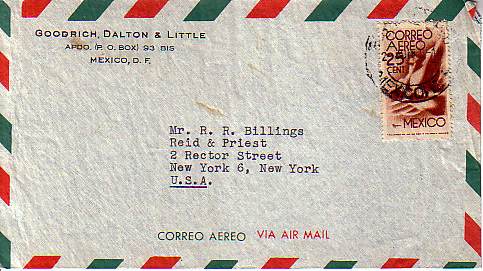 GOODRICH, DALTON & LITTLE
APDO. (P. O. BOX) 93 BIS
MEXICO, D. F.
CORREO
AEREO
25
CENT
MEXICO
Mr. R. R. Billings
Reid & Priest
2 Rector Street
New York 6, New York
U.S.A.
CORREO AEREO VIA AIR MAIL